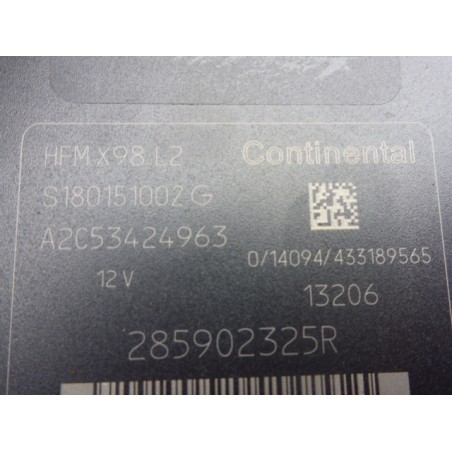 HFM X98 L2 Continental
S180151002 G
A2C53424963
0/14094/433189565
12 V
13206
285902325R